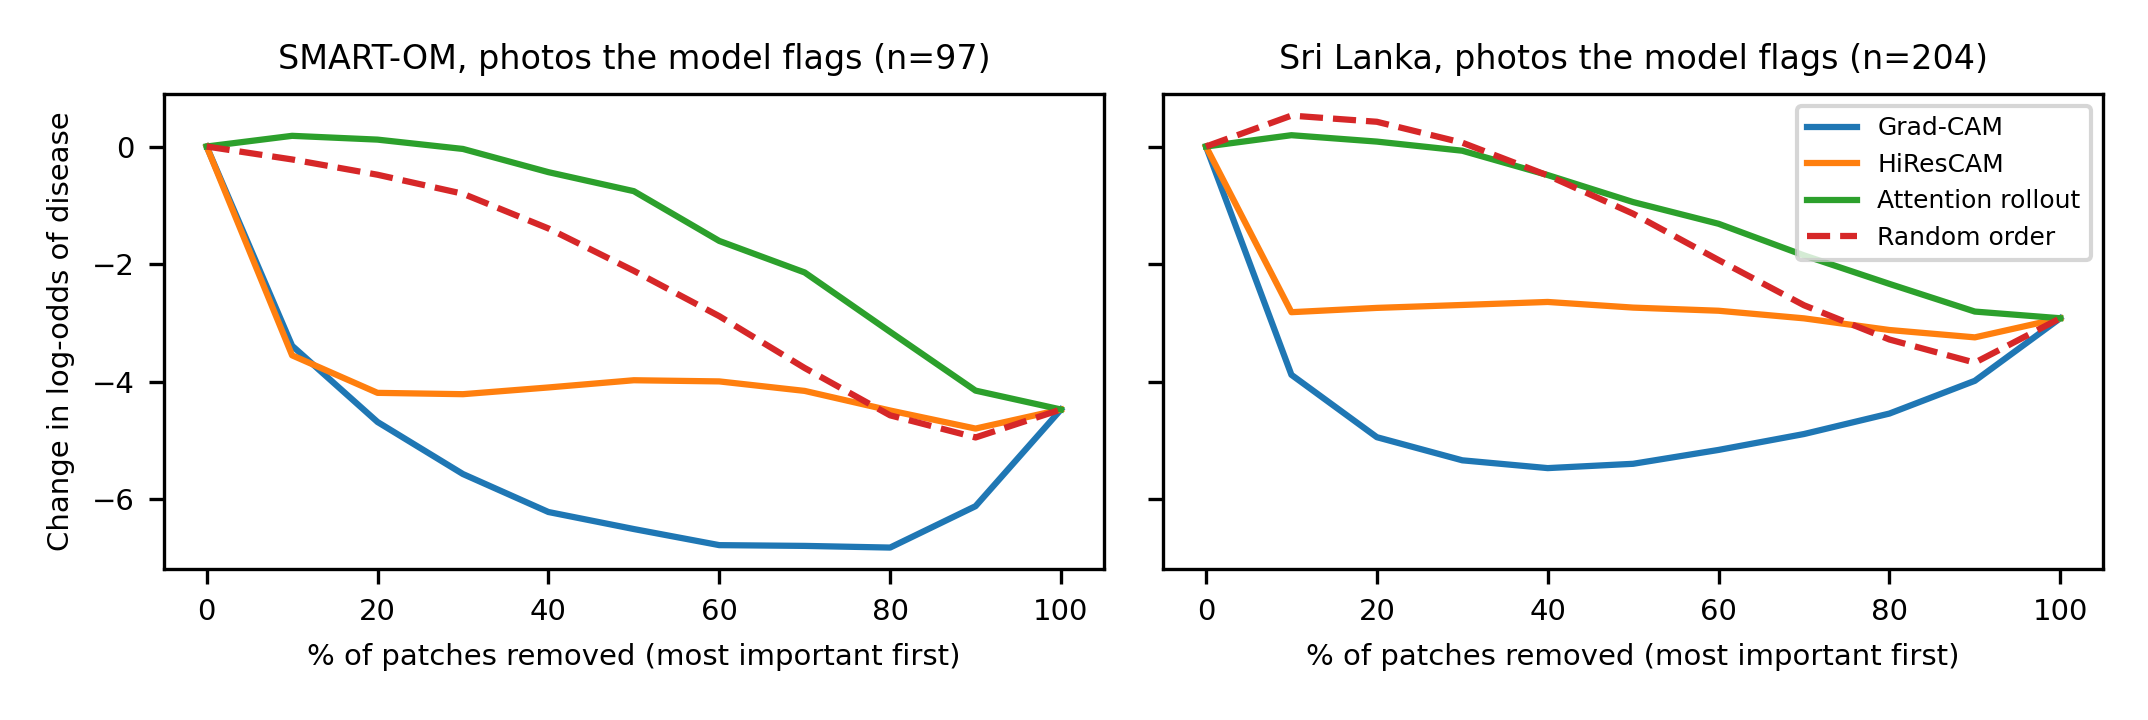 SMART-OM, photos the model flags (n=97)
Sri Lanka, photos the model flags (n=204)
Change in log-odds of disease
0
−2
−4
−6
0 20 40 60 80 100
% of patches removed (most important first)
Grad-CAM
HiResCAM
Attention rollout
Random order
0 20 40 60 80 100
% of patches removed (most important first)